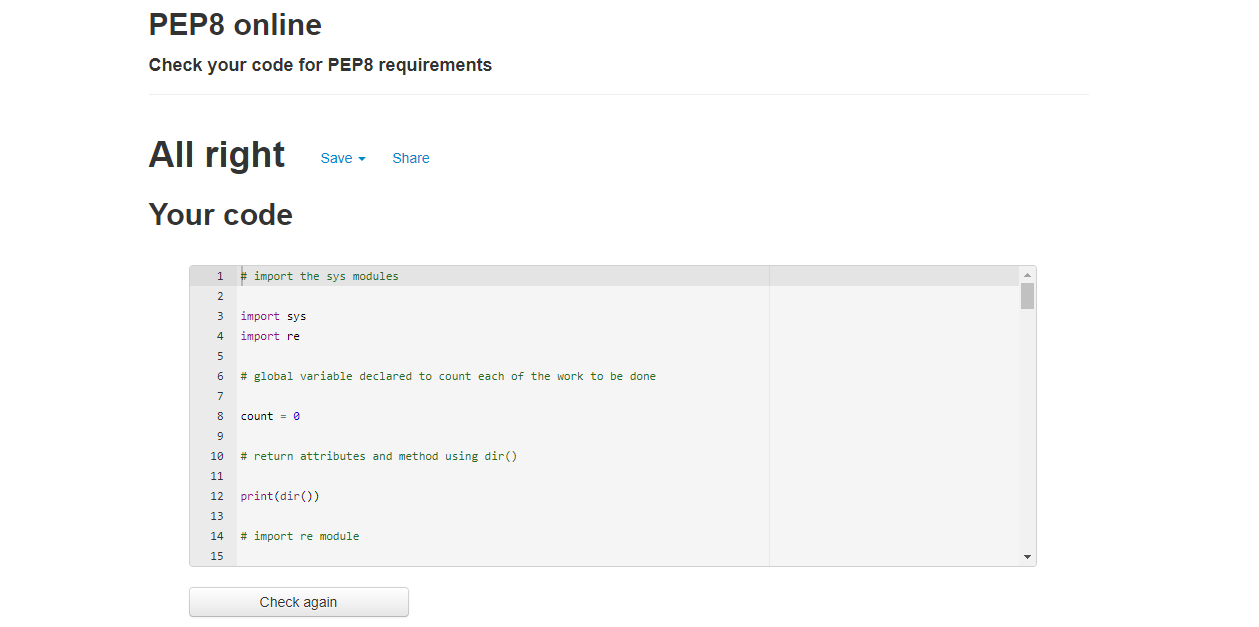 PEP8 online
Check your code for PEP8 requirements
All right Save Share
Your code
1 # import the sys modules
2
3 import sys
4 import re
5
6 # global variable declared to count each of the work to be done
7
8 count = 0
9
10 # return attributes and method using dir()
11
12 print(dir())
13
14 # import re module
15
Check again